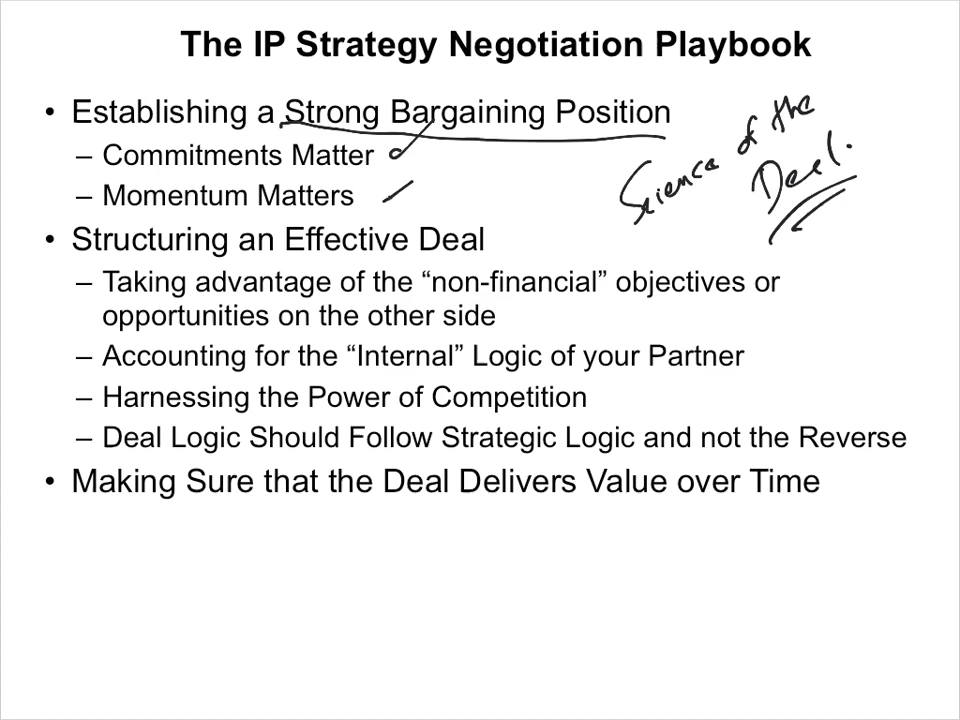 The IP Strategy Negotiation Playbook
• Establishing a Strong Bargaining Position
– Commitments Matter
– Momentum Matters
Science of the
Deal.
• Structuring an Effective Deal
– Taking advantage of the “non-financial” objectives or
opportunities on the other side
– Accounting for the “Internal” Logic of your Partner
– Harnessing the Power of Competition
– Deal Logic Should Follow Strategic Logic and not the Reverse
• Making Sure that the Deal Delivers Value over Time